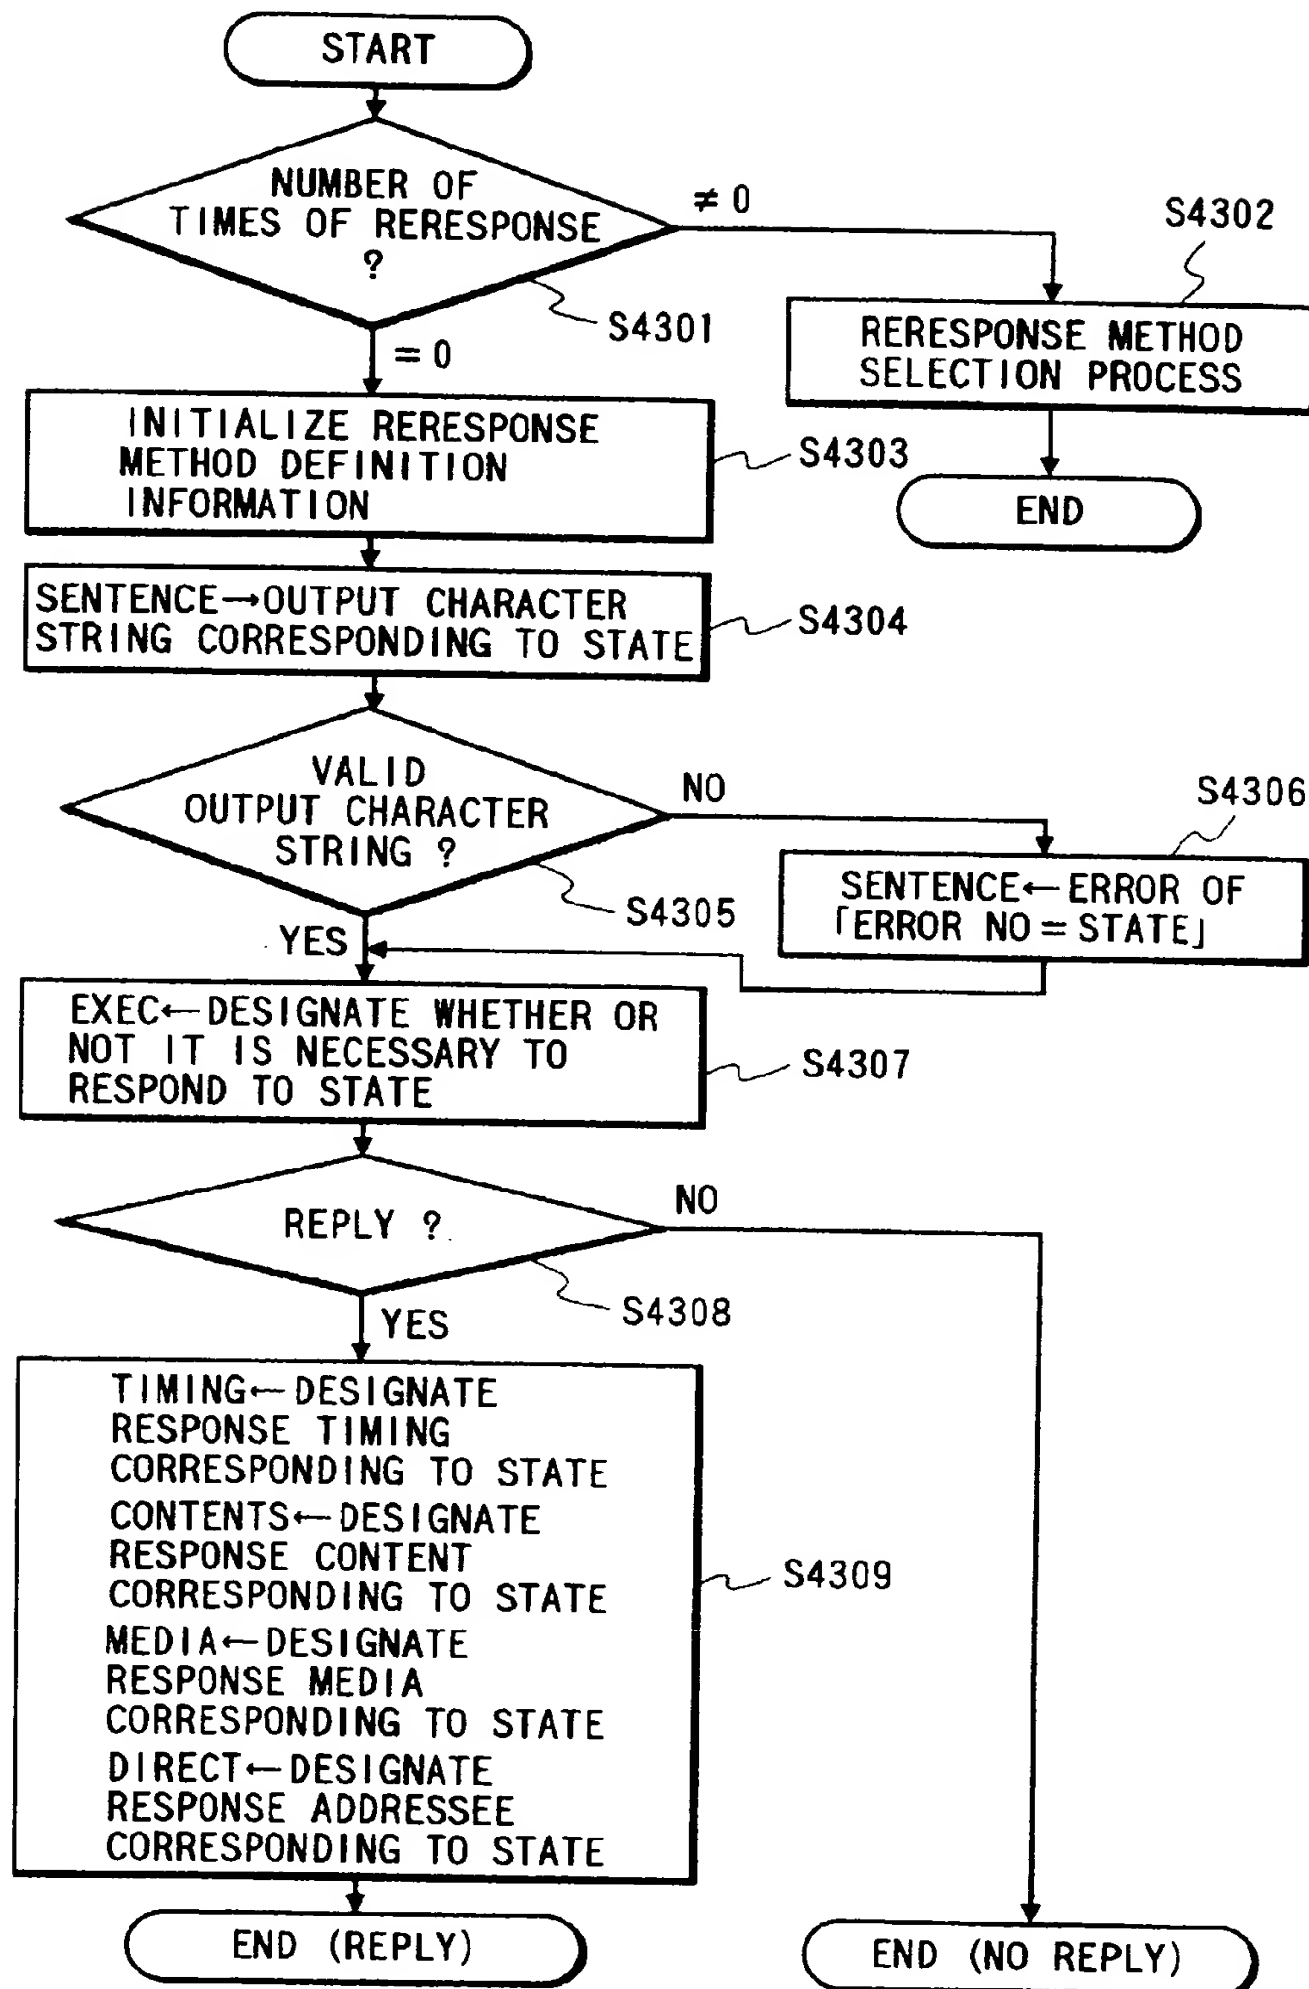 START
NUMBER OF
TIMES OF RERESPONSE
?
≠ 0
S4301
= 0
S4302
RERESPONSE METHOD
SELECTION PROCESS
END
INITIALIZE RERESPONSE
METHOD DEFINITION
INFORMATION
S4303
SENTENCE→OUTPUT CHARACTER
STRING CORRESPONDING TO STATE
S4304
VALID
OUTPUT CHARACTER
STRING ?
NO
S4305
YES
S4306
SENTENCE←ERROR OF
「ERROR NO = STATE」
EXEC←DESIGNATE WHETHER OR
NOT IT IS NECESSARY TO
RESPOND TO STATE
S4307
REPLY ?
NO
S4308
YES
TIMING←DESIGNATE
RESPONSE TIMING
CORRESPONDING TO STATE
CONTENTS←DESIGNATE
RESPONSE CONTENT
CORRESPONDING TO STATE
MEDIA←DESIGNATE
RESPONSE MEDIA
CORRESPONDING TO STATE
DIRECT←DESIGNATE
RESPONSE ADDRESSEE
CORRESPONDING TO STATE
S4309
END (REPLY)
END (NO REPLY)